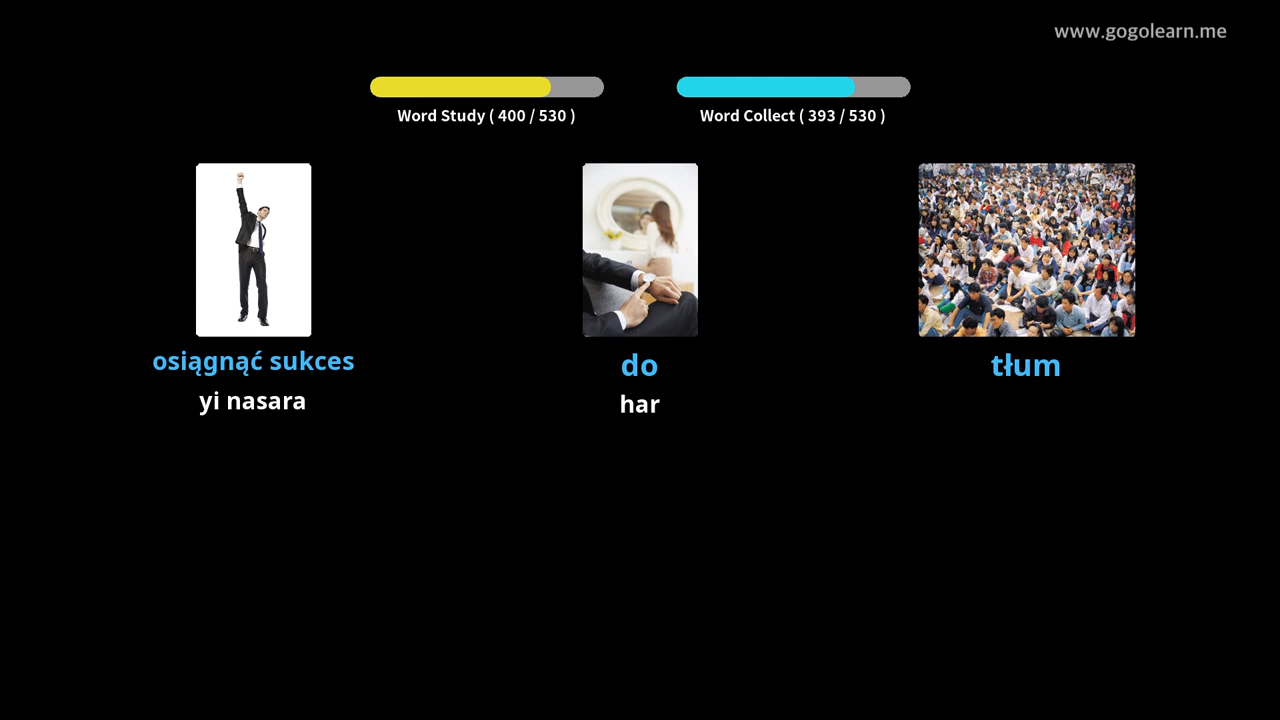 www.gogolearn.me
Word Study ( 400 / 530 )
Word Collect ( 393 / 530 )
osiągnąć sukces
do
tłum
yi nasara
har